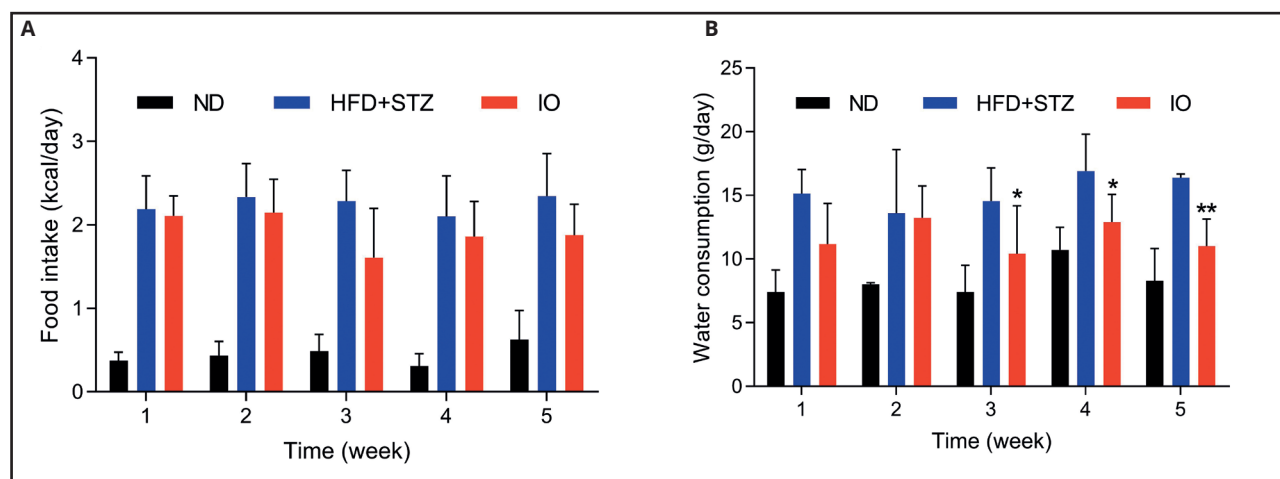 A
Food intake (kcal/day)
4
3
2
1
0
ND HFD+STZ IO
1 2 3 4 5
Time (week)
B
Water consumption (g/day)
25
20
15
10
5
0
ND HFD+STZ IO
* * **
1 2 3 4 5
Time (week)